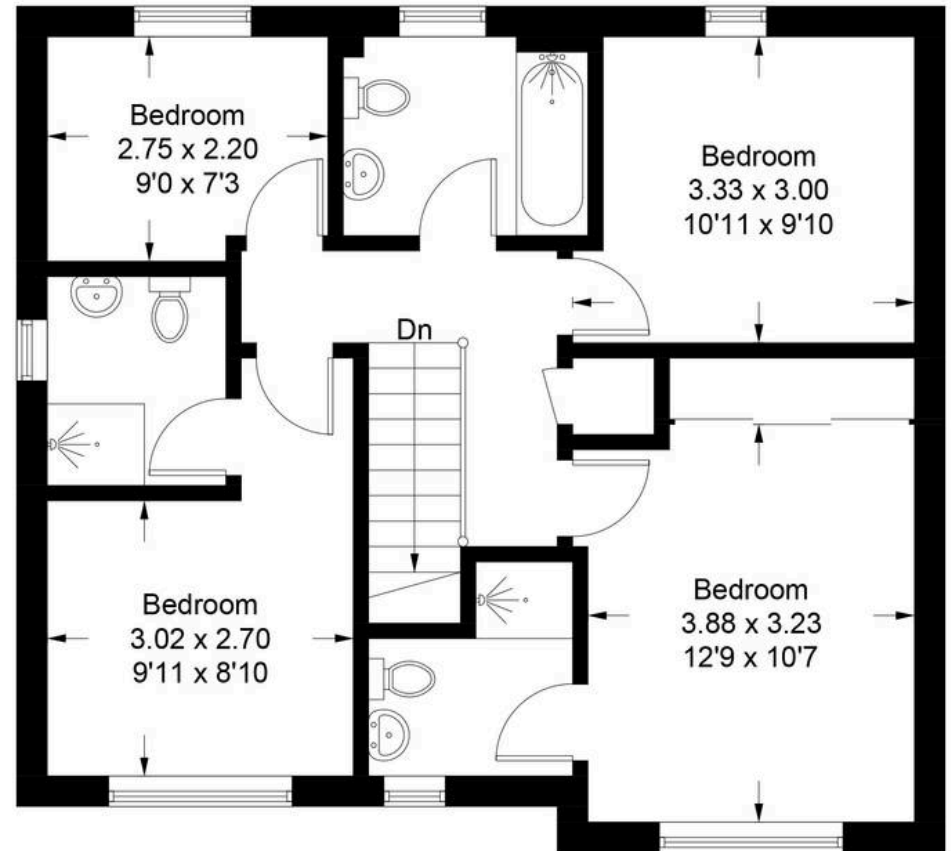 Bedroom
2.75 x 2.20
9'0 x 7'3
Bedroom
3.33 x 3.00
10'11 x 9'10
Dn
Bedroom
3.02 x 2.70
9'11 x 8'10
Bedroom
3.88 x 3.23
12'9 x 10'7